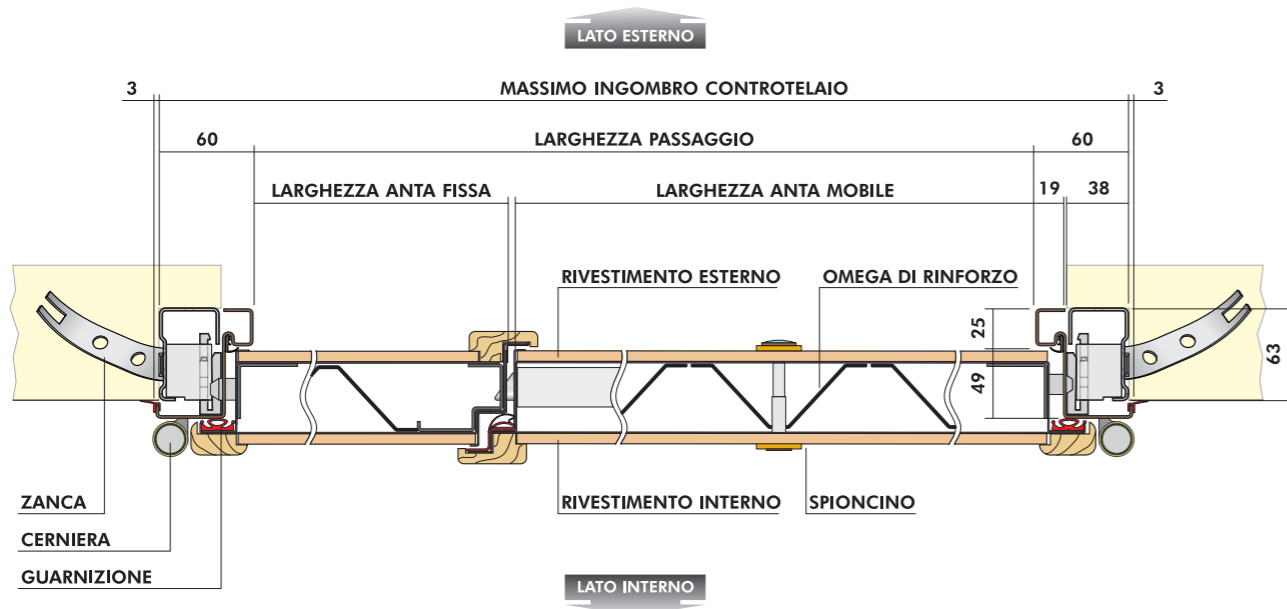 LATO ESTERNO
3 MASSIMO INGOMBRO CONTROTELAIO 3
60 LARGHEZZA PASSAGGIO 60
LARGHEZZA ANTA FISSA LARGHEZZA ANTA MOBILE 19 38
RIVESTIMENTO ESTERNO OMEGA DI RINFORZO
25
63
49
ZANCA RIVESTIMENTO INTERNO SPIONCINO
CERNIERA
GUARNIZIONE
LATO INTERNO